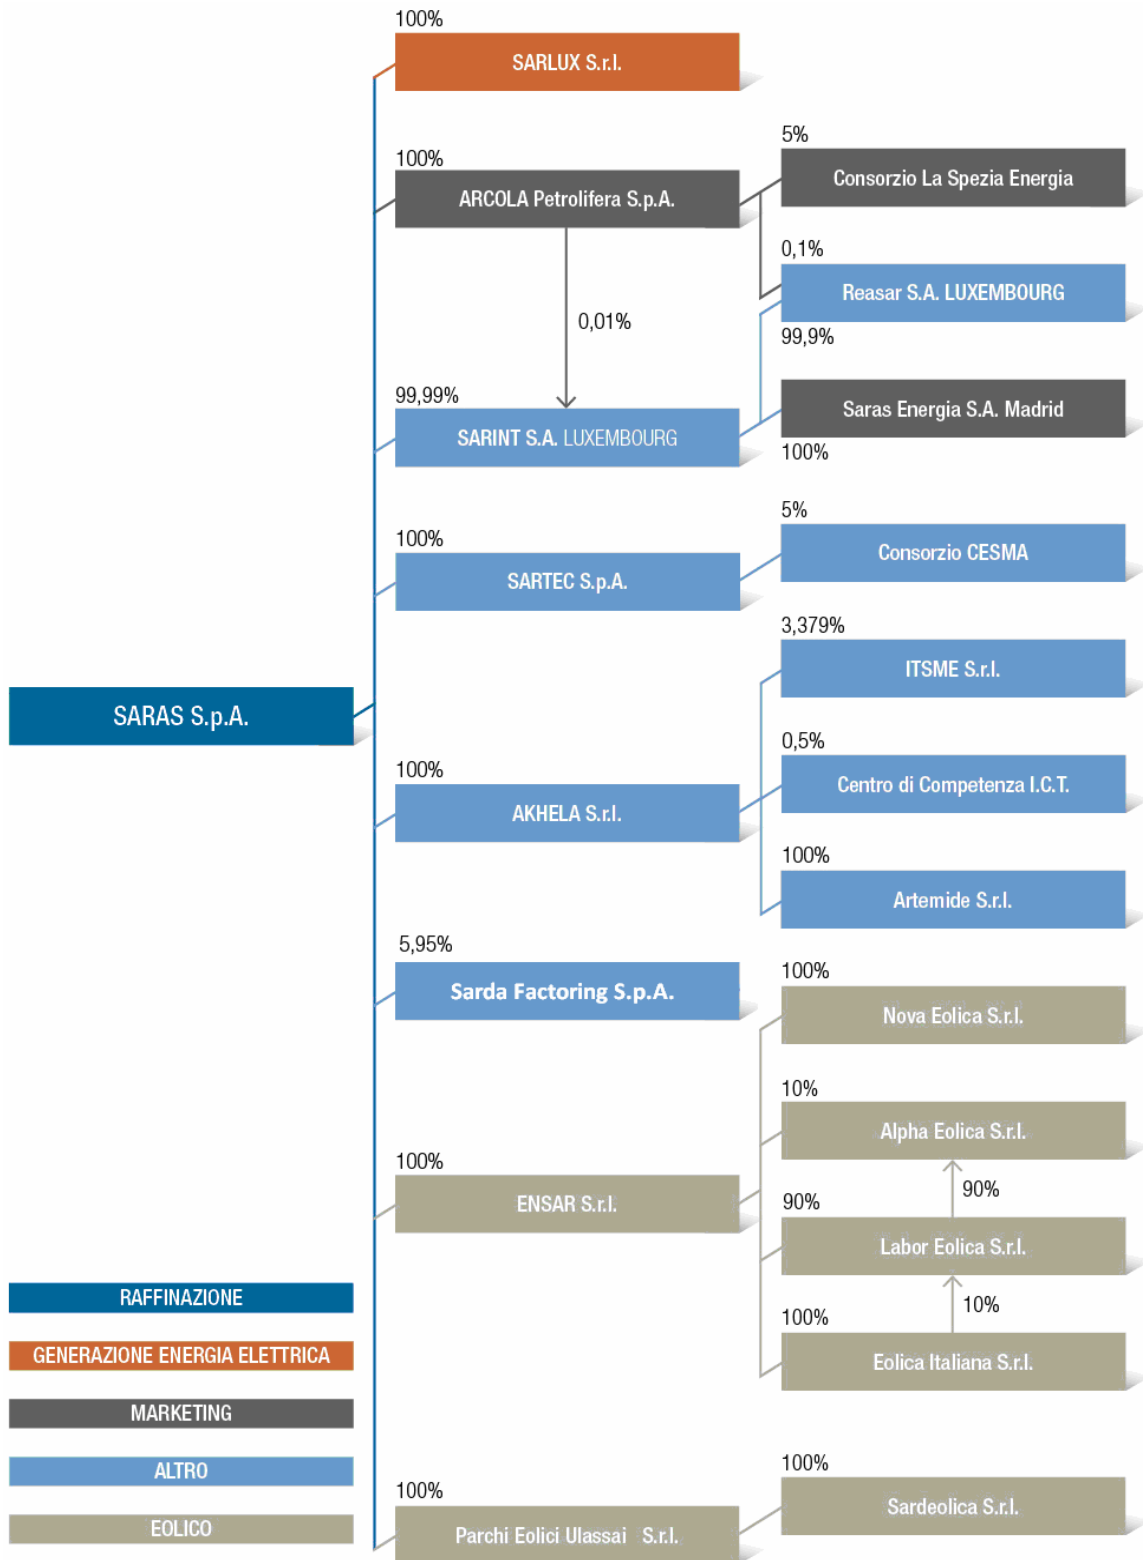 100%
SARLUX S.r.l.
5%
100%
Consorzio La Spezia Energia
ARCOLA Petrolifera S.p.A.
0,1%
Reasar S.A. LUXEMBOURG
0,01%
99,9%
99,99%
Saras Energia S.A. Madrid
SARINT S.A. LUXEMBOURG
100%
5%
100%
Consorzio CESMA
SARTEC S.p.A.
3,379%
ITSME S.r.l.
SARAS S.p.A.
0,5%
100%
Centro di Competenza I.C.T.
AKHELA S.r.l.
100%
Artemide S.r.l.
5,95%
100%
Sarda Factoring S.p.A.
Nova Eolica S.r.l.
10%
Alpha Eolica S.r.l.
100%
90%
ENSAR S.r.l.
90%
Labor Eolica S.r.l.
10%
100%
Eolica Italiana S.r.l.
RAFFINAZIONE
GENERAZIONE ENERGIA ELETTRICA
MARKETING
ALTRO
EOLICO
100%
Sardeolica S.r.l.
100%
Parchi Eolici Ulassai S.r.l.